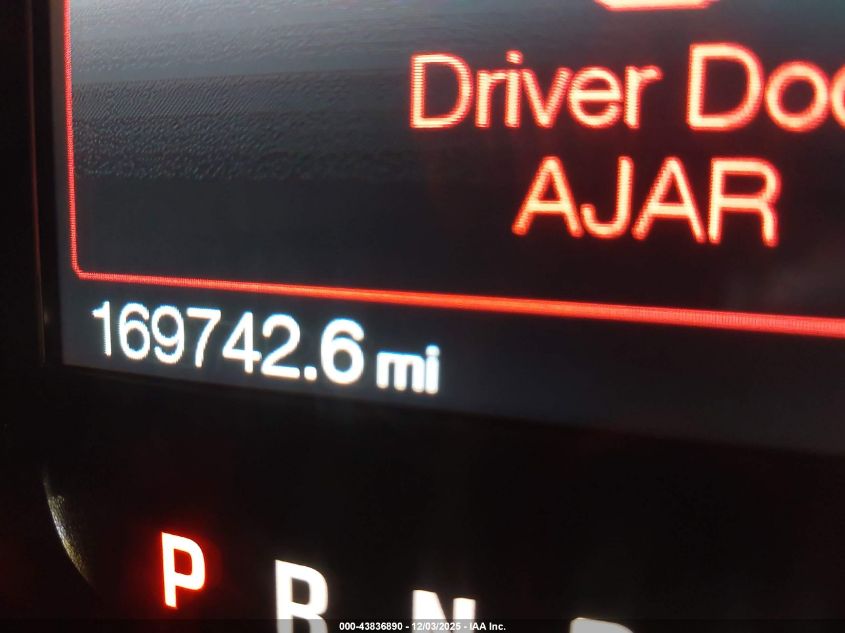 Driver Doo
AJAR
169742.6 mi
P R N D
000-43836890 - 12/03/2025 - IAA Inc.